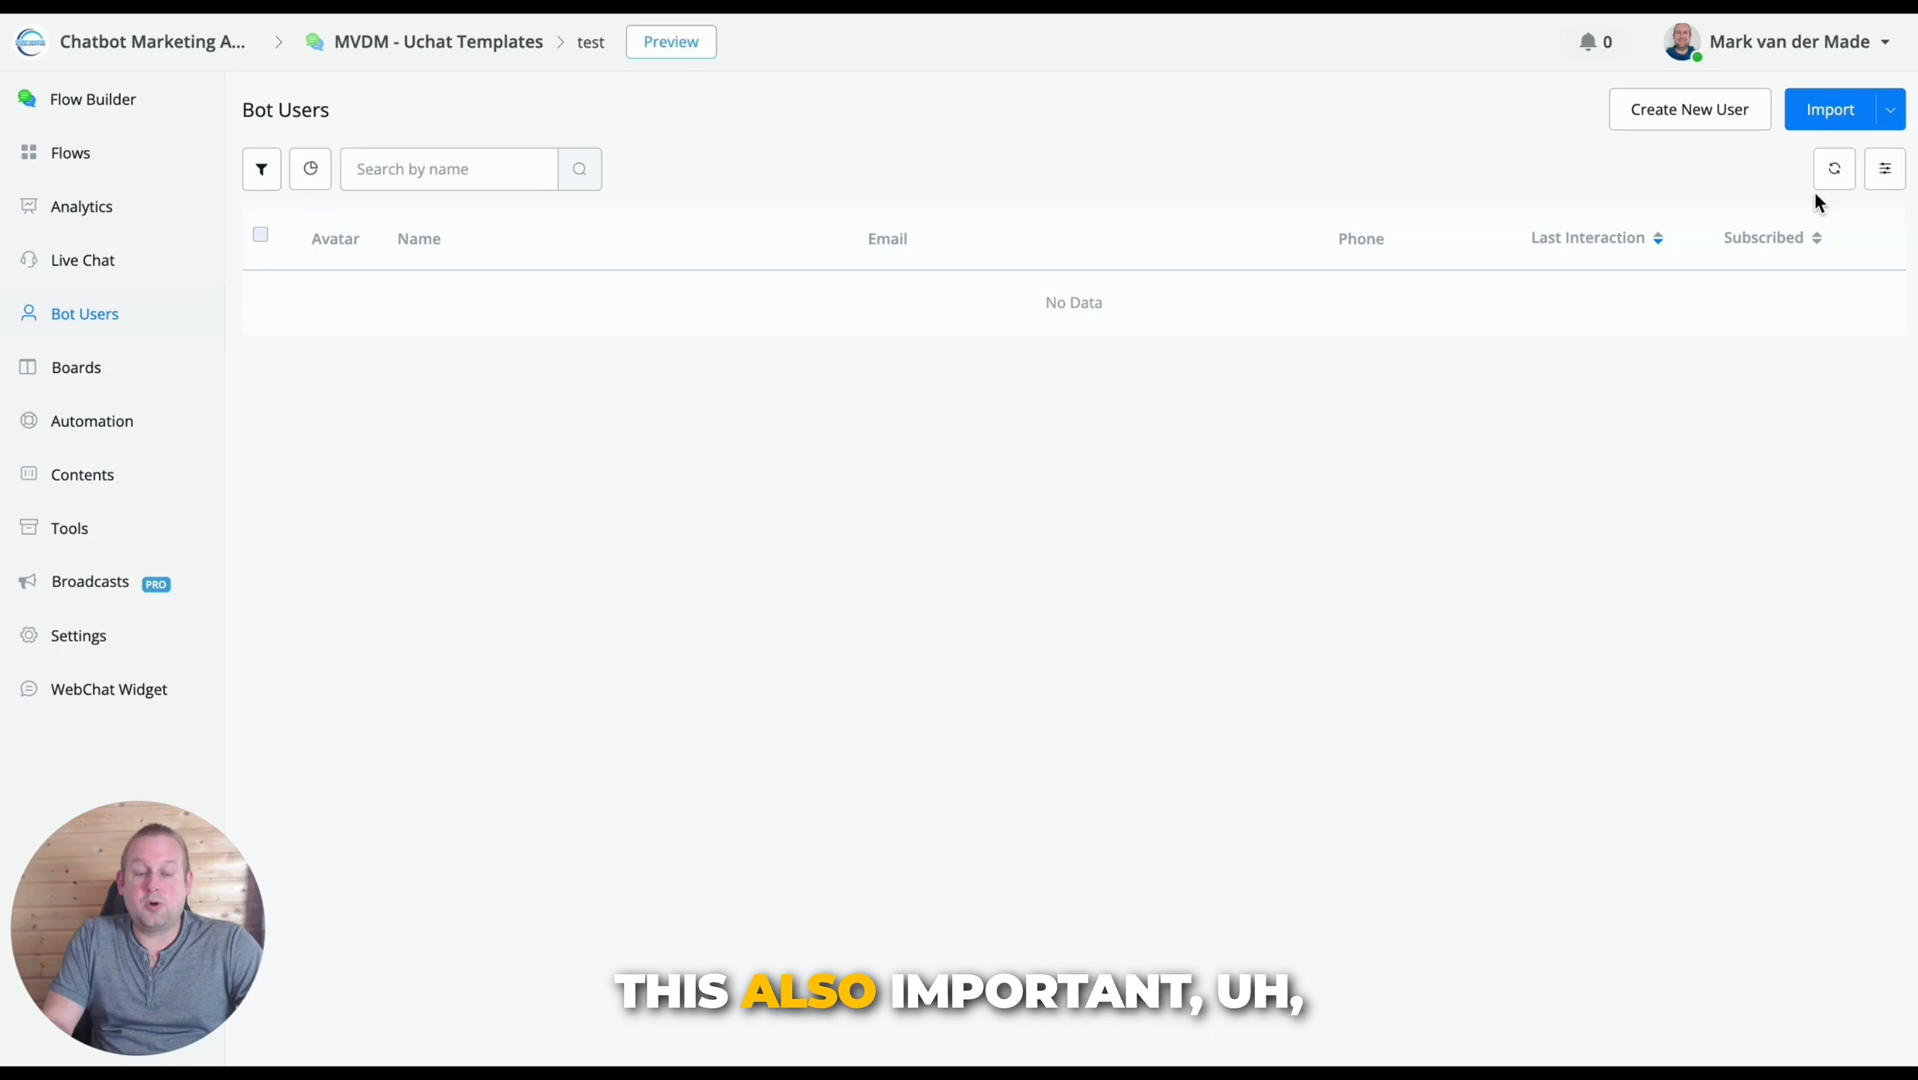 Chatbot Marketing A... > MVDM - Uchat Templates > test Preview 0 Mark van der Made
Flow Builder
Flows
Analytics
Live Chat
Bot Users
Boards
Automation
Contents
Tools
Broadcasts PRO
Settings
WebChat Widget
Bot Users Create New User Import
Search by name
Avatar Name Email Phone Last Interaction Subscribed
No Data
THIS ALSO IMPORTANT, UH,